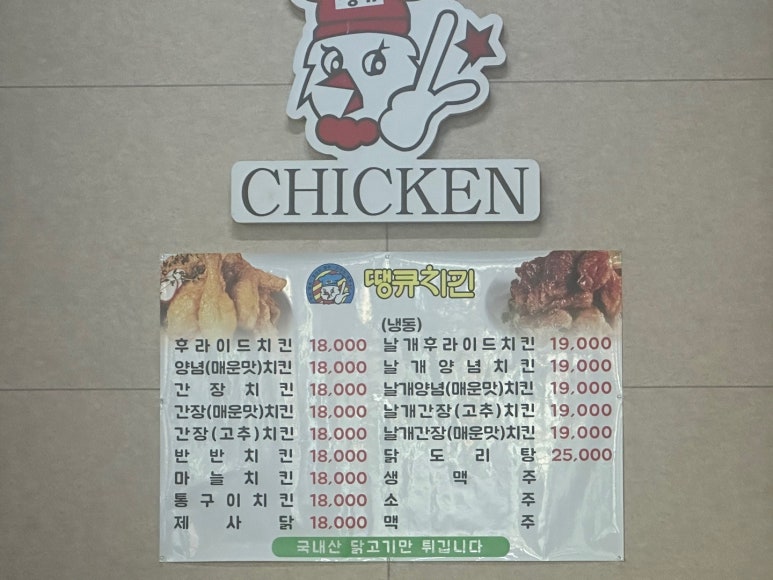 CHICKEN
땡큐치킨
(냉동)
후라이드치킨 18,000 날개후라이드치킨 19,000
양념(매운맛)치킨 18,000 날개양념치킨 19,000
간장치킨 18,000 날개양념(매운맛)치킨 19,000
간장(매운맛)치킨 18,000 날개간장(고추)치킨 19,000
간장(고추)치킨 18,000 날개간장(매운맛)치킨 19,000
반반치킨 18,000 닭도리탕 25,000
마늘치킨 18,000 생맥주
통구이치킨 18,000 소주
제사닭 18,000 맥주
국내산 닭고기만 튀깁니다